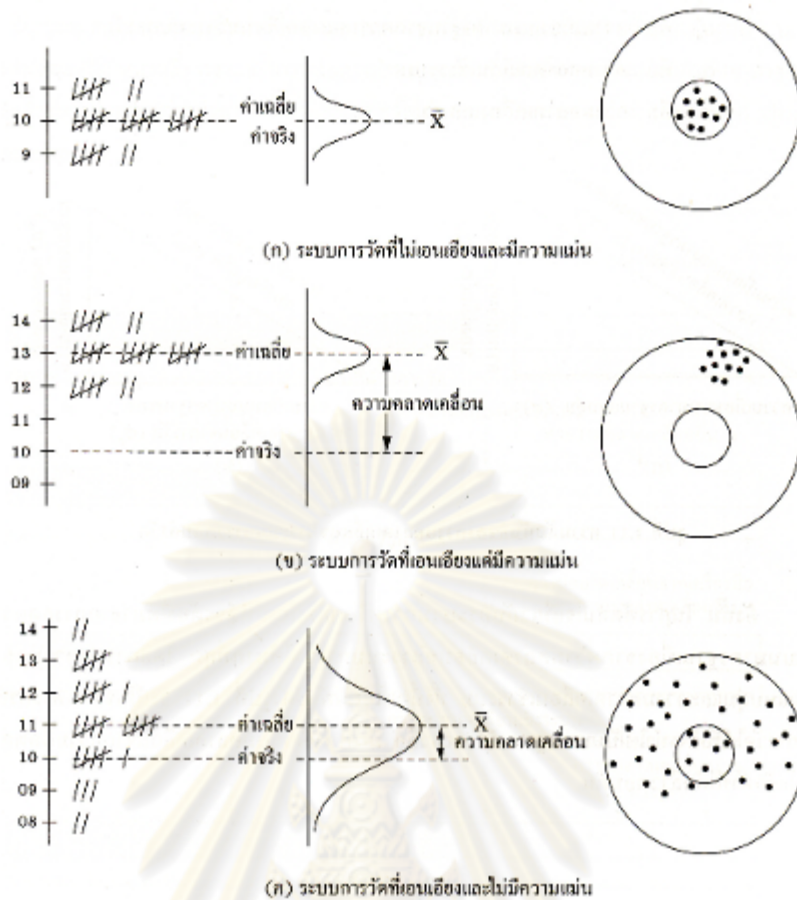 11
10 ค่าเฉลี่ย X̄
ค่าจริง
9
(ก) ระบบการวัดที่ไม่เอนเอียงและมีความแม่น
14
13 ค่าเฉลี่ย X̄
12
ความคลาดเคลื่อน
11
10 ค่าจริง
09
(ข) ระบบการวัดที่เอนเอียงแต่มีความแม่น
14
13
12
11 ค่าเฉลี่ย X̄
ความคลาดเคลื่อน
10 ค่าจริง
09
08
(ค) ระบบการวัดที่เอนเอียงและไม่มีความแม่น